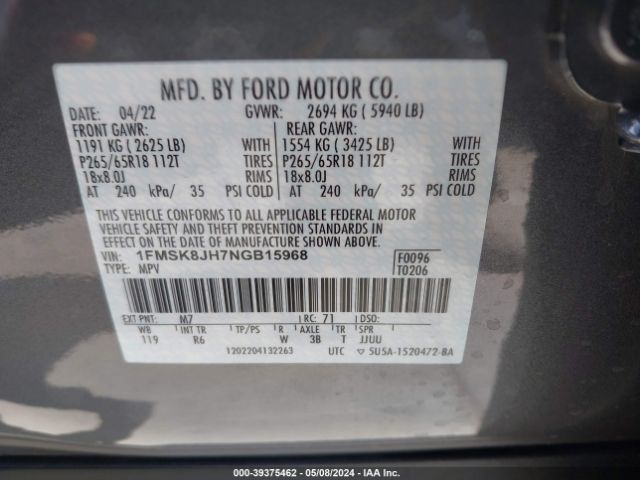 MFD. BY FORD MOTOR CO.
DATE: 04/22 GVWR: 2694 KG ( 5940 LB)
FRONT GAWR: REAR GAWR:
1191 KG ( 2625 LB) WITH 1554 KG ( 3425 LB) WITH
P265/65R18 112T TIRES P265/65R18 112T TIRES
18x8.0J RIMS 18x8.0J RIMS
AT 240 kPa/ 35 PSI COLD AT 240 kPa/ 35 PSI COLD
THIS VEHICLE CONFORMS TO ALL APPLICABLE FEDERAL MOTOR
VEHICLE SAFETY AND THEFT PREVENTION STANDARDS IN
EFFECT ON THE DATE OF MANUFACTURE SHOWN ABOVE.
VIN: 1FMSK8JH7NGB15968 F0096
TYPE: MPV T0206
EXT PNT: M7 RC: 71 DSO:
WB INT TR TP/PS R AXLE TR SPR
119 R6 W 3B T JJUU
1202204132263 UTC ▽ 5U5A-1520472-BA
000-39375462 - 05/08/2024 - IAAI.COM